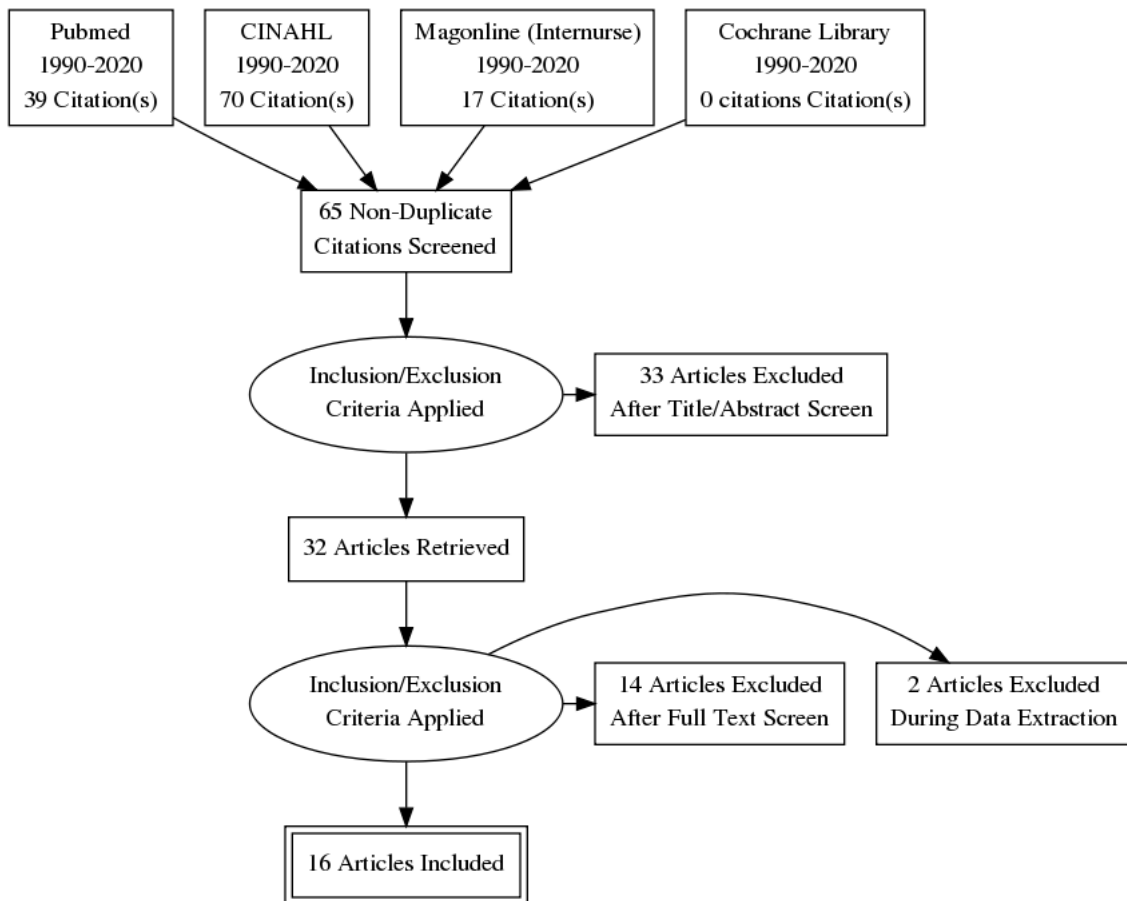 Pubmed
1990-2020
39 Citation(s)
CINAHL
1990-2020
70 Citation(s)
Magonline (Internurse)
1990-2020
17 Citation(s)
Cochrane Library
1990-2020
0 citations Citation(s)
65 Non-Duplicate
Citations Screened
Inclusion/Exclusion
Criteria Applied
33 Articles Excluded
After Title/Abstract Screen
32 Articles Retrieved
Inclusion/Exclusion
Criteria Applied
14 Articles Excluded
After Full Text Screen
2 Articles Excluded
During Data Extraction
16 Articles Included